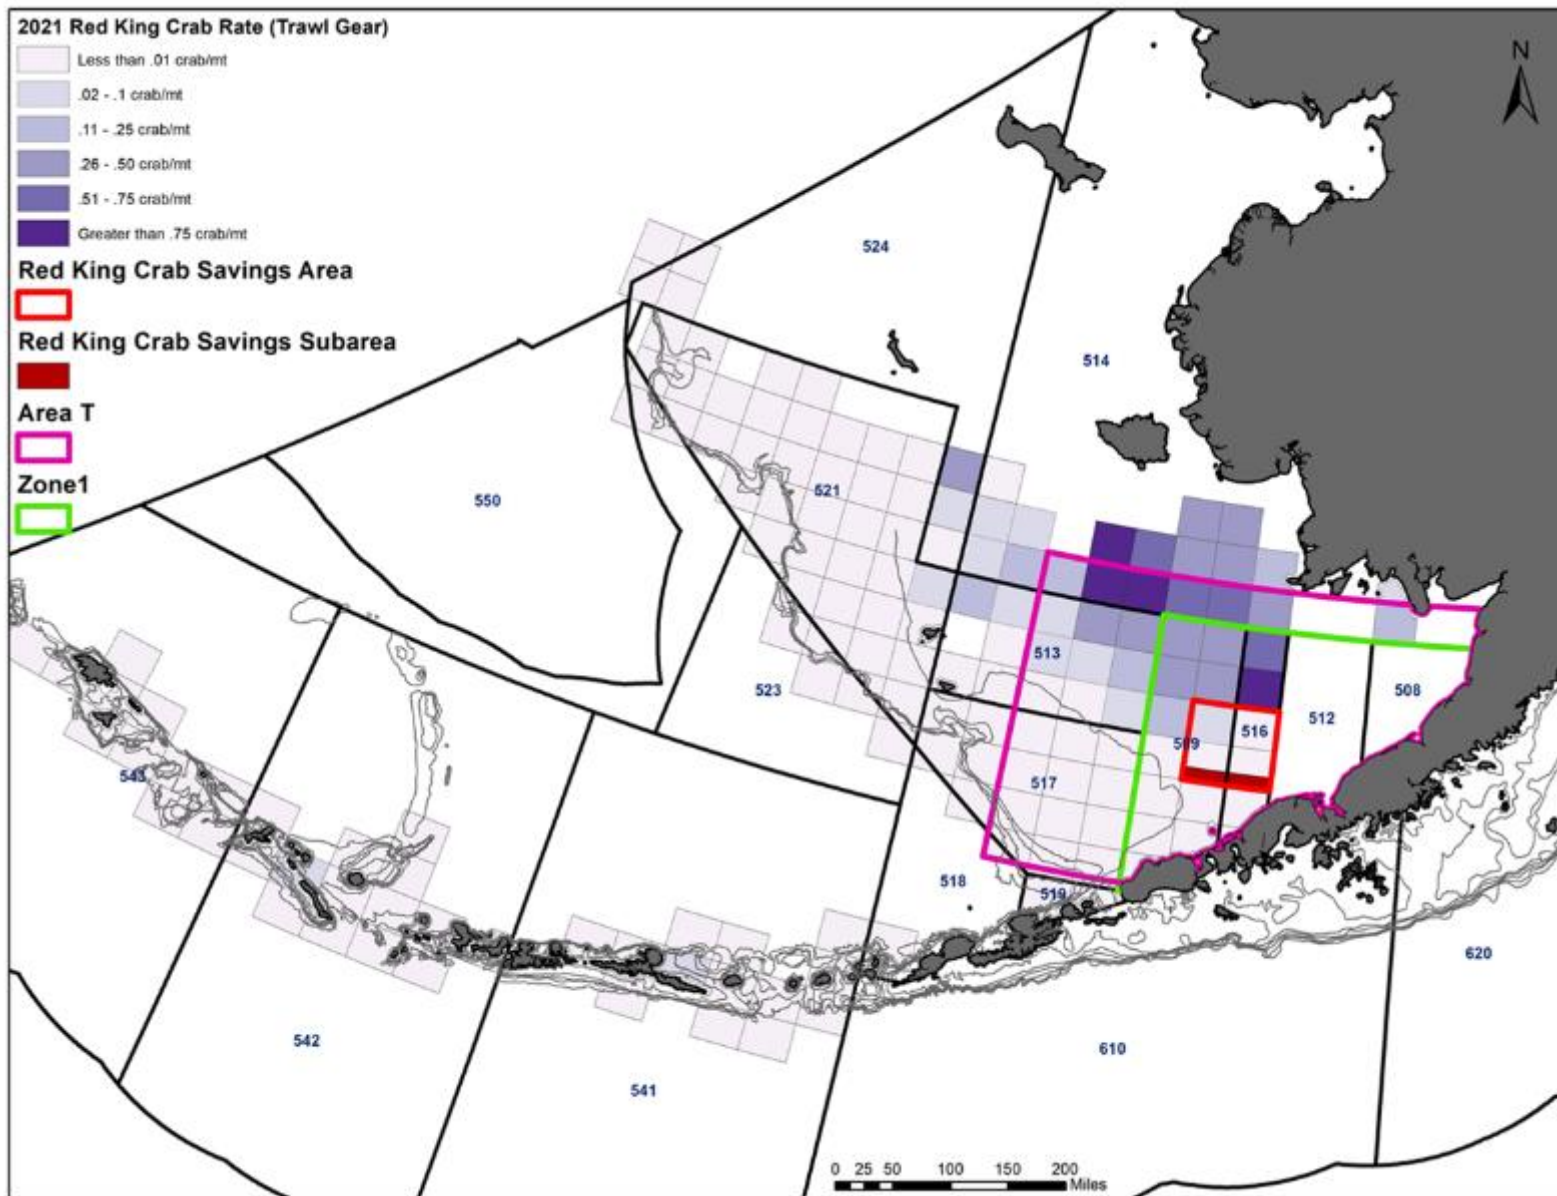 2021 Red King Crab Rate (Trawl Gear)
Less than .01 crab/mt
.02 - .1 crab/mt
.11 - .25 crab/mt
.26 - .50 crab/mt
.51 - .75 crab/mt
Greater than .75 crab/mt
Red King Crab Savings Area
Red King Crab Savings Subarea
Area T
Zone1
N
524
514
550
521
513
523
508
512
516
509
517
543
518
519
620
542
610
541
0 25 50 100 150 200
Miles